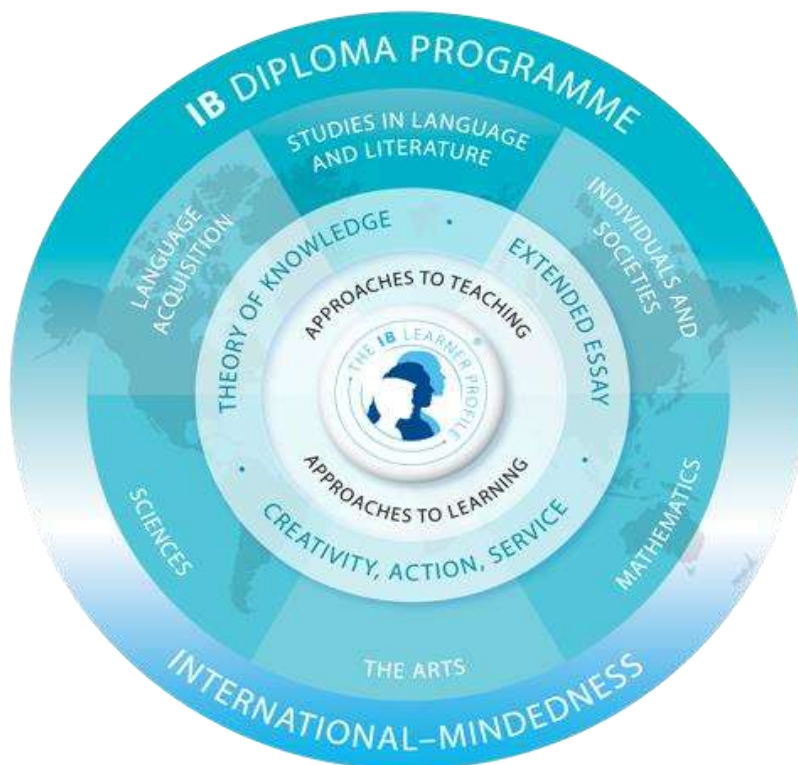 IB DIPLOMA PROGRAMME
STUDIES IN LANGUAGE
AND LITERATURE
LANGUAGE
ACQUISITION
INDIVIDUALS AND
SOCIETIES
THEORY OF KNOWLEDGE
EXTENDED ESSAY
APPROACHES TO TEACHING
THE IB LEARNER PROFILE
®
APPROACHES TO LEARNING
CREATIVITY, ACTION, SERVICE
SCIENCES
MATHEMATICS
THE ARTS
INTERNATIONAL–MINDEDNESS